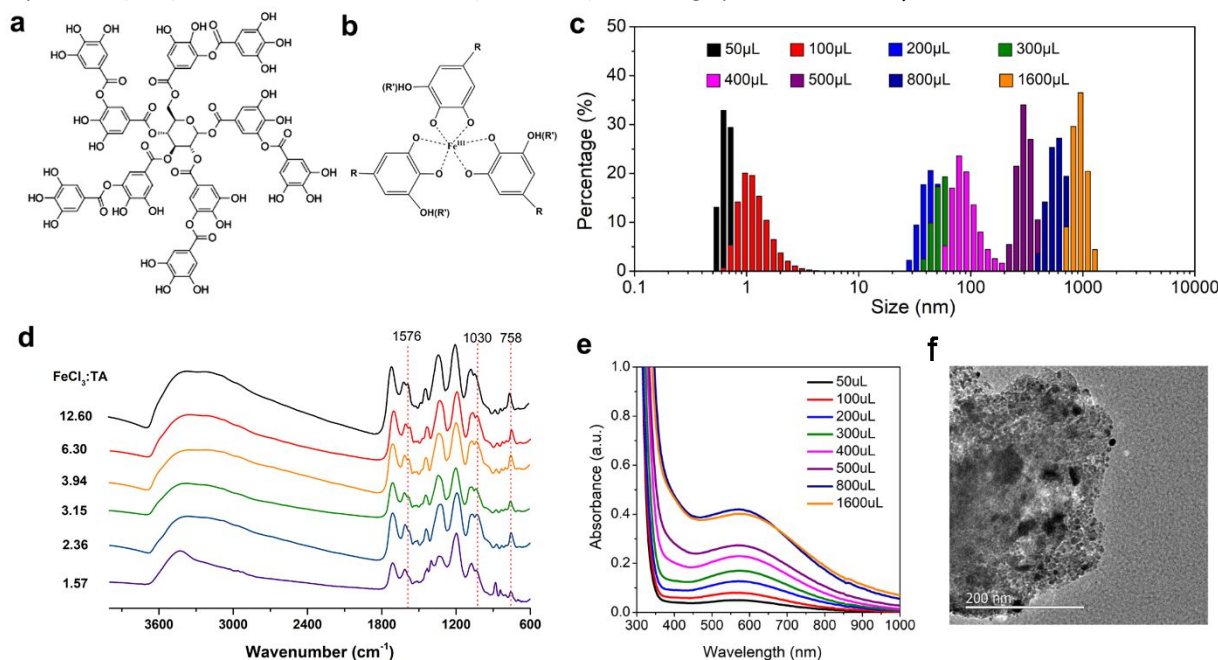 a
b
c
50µL 100µL 200µL 300µL
400µL 500µL 800µL 1600µL
Percentage (%)
50
40
30
20
10
0
0.1 1 10 100 1000 10000
Size (nm)
OH
HO
O
R
(R')HO
OH(R')
Fe^III
OH(R')
R
R
d
1576 1030 758
FeCl₃:TA
12.60
6.30
3.94
3.15
2.36
1.57
3600 3000 2400 1800 1200 600
Wavenumber (cm⁻¹)
e
1.0
0.8
0.6
0.4
0.2
0.0
Absorbance (a.u.)
50uL
100uL
200uL
300uL
400uL
500uL
800uL
1600uL
300 400 500 600 700 800 900 1000
Wavelength (nm)
f
200 nm